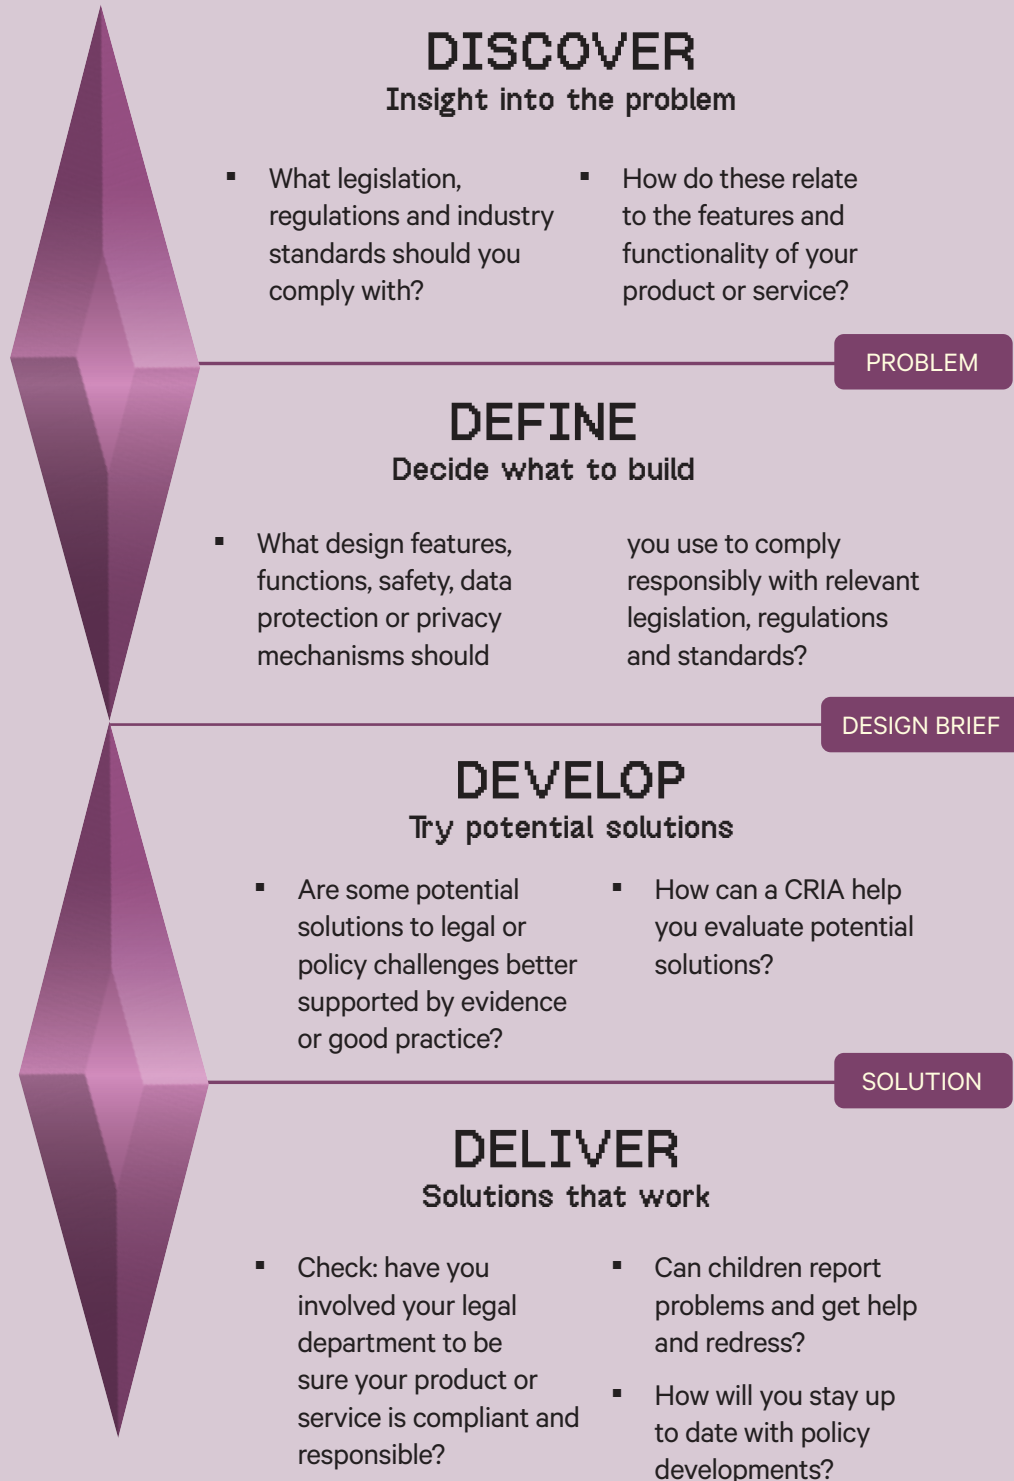 DISCOVER
Insight into the problem
▪ What legislation,
regulations and industry
standards should you
comply with?
▪ How do these relate
to the features and
functionality of your
product or service?
PROBLEM
DEFINE
Decide what to build
▪ What design features,
functions, safety, data
protection or privacy
mechanisms should
you use to comply
responsibly with relevant
legislation, regulations
and standards?
DESIGN BRIEF
DEVELOP
Try potential solutions
▪ Are some potential
solutions to legal or
policy challenges better
supported by evidence
or good practice?
▪ How can a CRIA help
you evaluate potential
solutions?
SOLUTION
DELIVER
Solutions that work
▪ Check: have you
involved your legal
department to be
sure your product or
service is compliant and
responsible?
▪ Can children report
problems and get help
and redress?
▪ How will you stay up
to date with policy
developments?